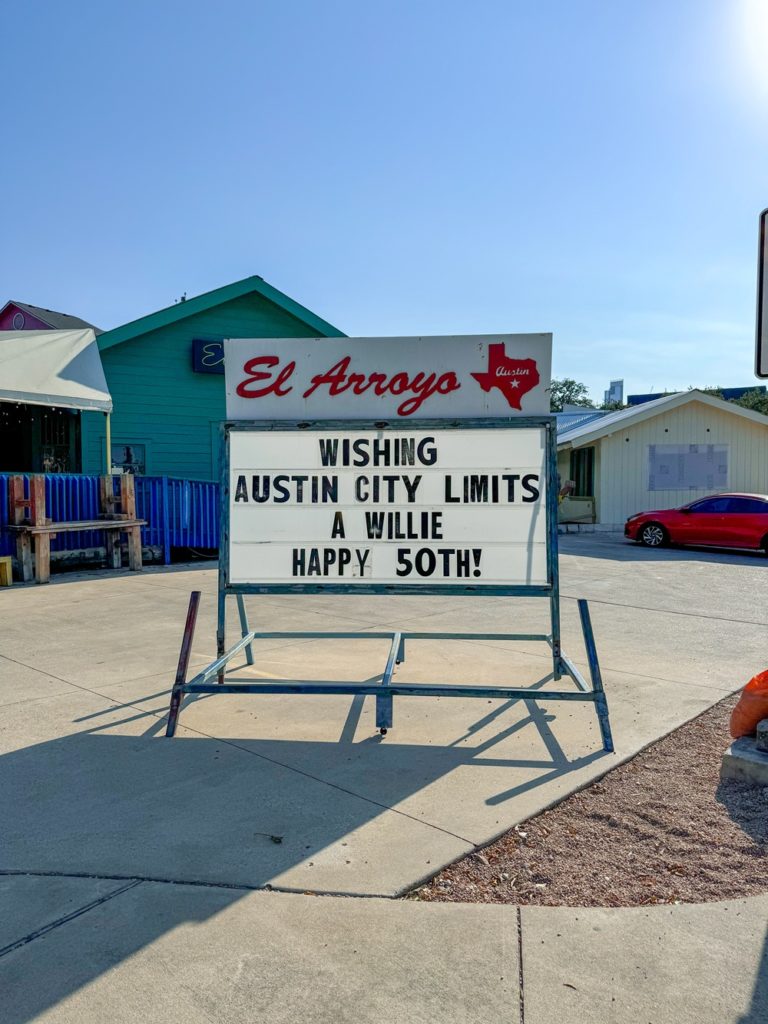 El Arroyo
Austin
WISHING
AUSTIN CITY LIMITS
A WILLIE
HAPPY 50TH!